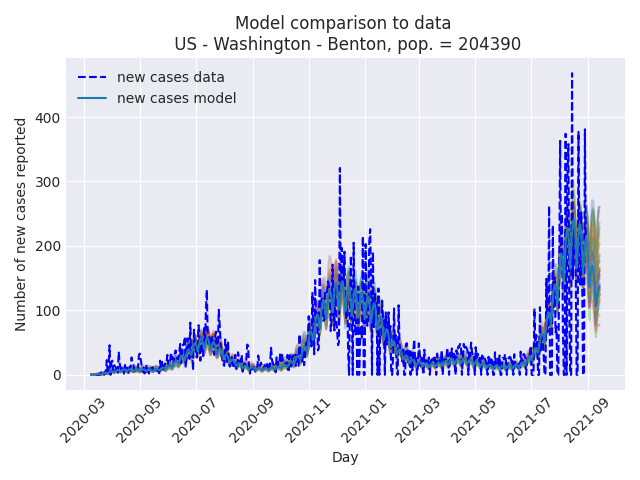 Model comparison to data
US - Washington - Benton, pop. = 204390
new cases data
new cases model
Number of new cases reported
400
300
200
100
0
2020-03
2020-05
2020-07
2020-09
2020-11
2021-01
2021-03
2021-05
2021-07
2021-09
Day